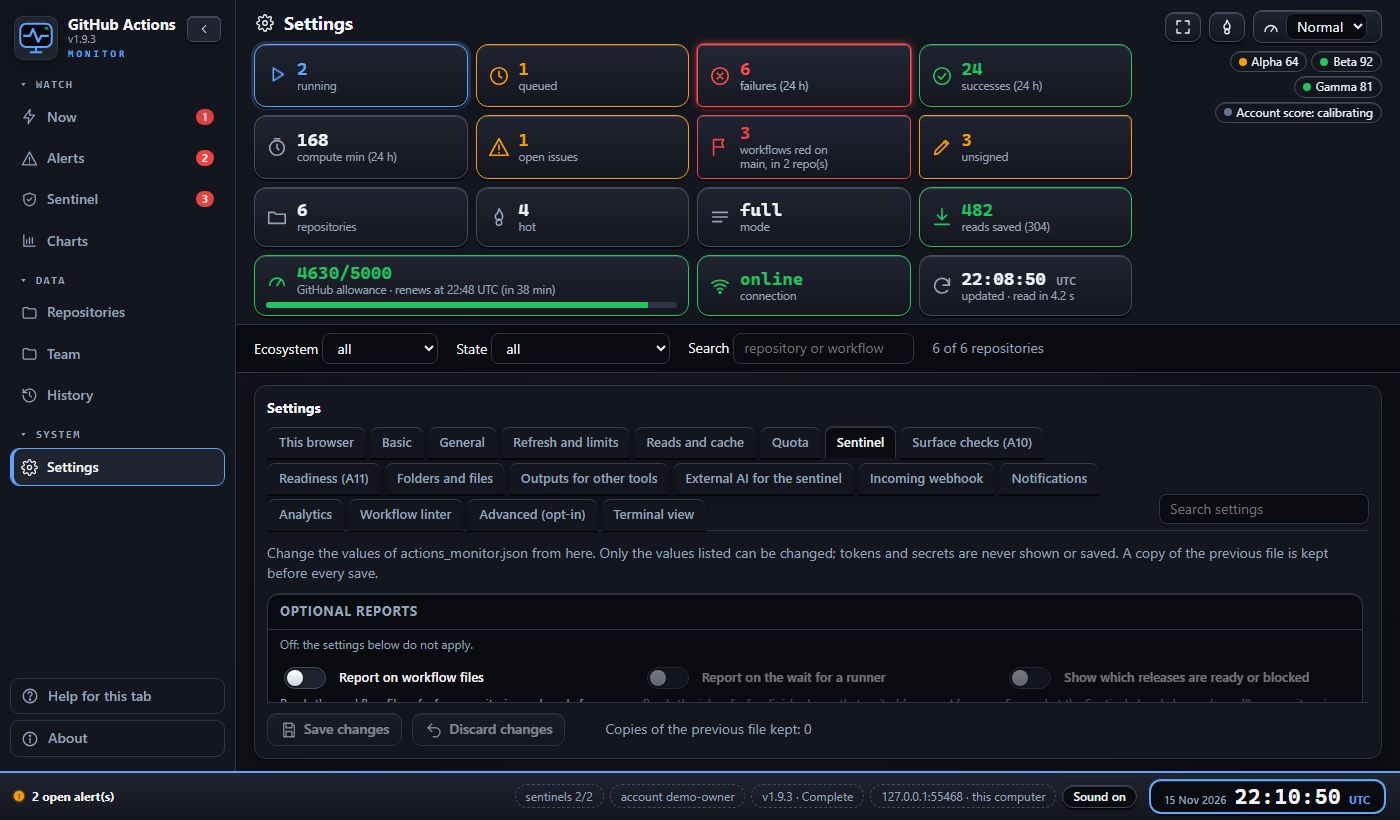 GitHub Actions
v1.9.3
MONITOR
WATCH
Now 1
Alerts 2
Sentinel 3
Charts
DATA
Repositories
Team
History
SYSTEM
Settings
Help for this tab
About
Settings
Normal
2
running
1
queued
6
failures (24 h)
24
successes (24 h)
Alpha 64
Beta 92
Gamma 81
Account score: calibrating
168
compute min (24 h)
1
open issues
3
workflows red on
main, in 2 repo(s)
3
unsigned
6
repositories
4
hot
full
mode
482
reads saved (304)
4630/5000
GitHub allowance · renews at 22:48 UTC (in 38 min)
online
connection
22:08:50 UTC
updated · read in 4.2 s
Ecosystem all State all Search repository or workflow 6 of 6 repositories
Settings
This browser Basic General Refresh and limits Reads and cache Quota Sentinel Surface checks (A10)
Readiness (A11) Folders and files Outputs for other tools External AI for the sentinel Incoming webhook Notifications
Analytics Workflow linter Advanced (opt-in) Terminal view Search settings
Change the values of actions_monitor.json from here. Only the values listed can be changed; tokens and secrets are never shown or saved. A copy of the previous file is kept
before every save.
OPTIONAL REPORTS
Off: the settings below do not apply.
Report on workflow files Report on the wait for a runner Show which releases are ready or blocked
Save changes Discard changes Copies of the previous file kept: 0
2 open alert(s) sentinels 2/2 account demo-owner v1.9.3 · Complete 127.0.0.1:55468 · this computer Sound on 15 Nov 2026 22:10:50 UTC